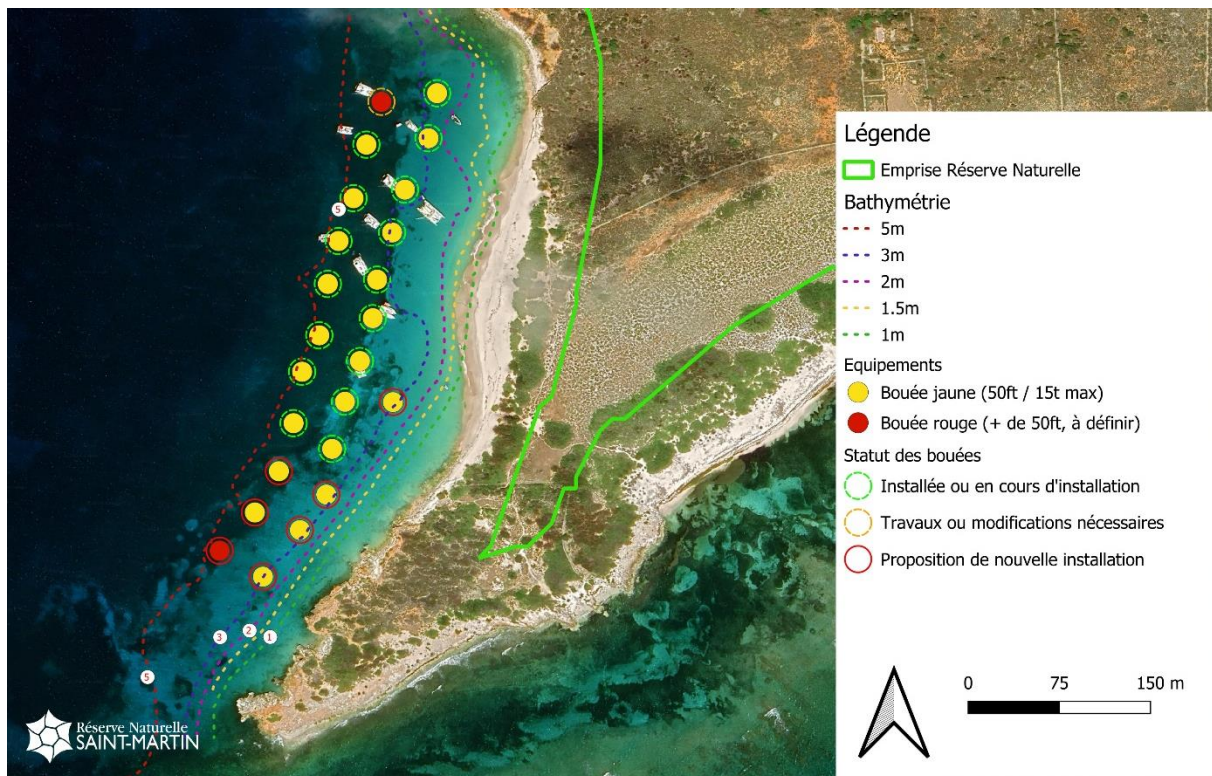 5
3
2
1
5
Réserve Naturelle
SAINT-MARTIN
Légende
Emprise Réserve Naturelle
Bathymétrie
5m
3m
2m
1.5m
1m
Equipements
Bouée jaune (50ft / 15t max)
Bouée rouge (+ de 50ft, à définir)
Statut des bouées
Installée ou en cours d'installation
Travaux ou modifications nécessaires
Proposition de nouvelle installation
0 75 150 m